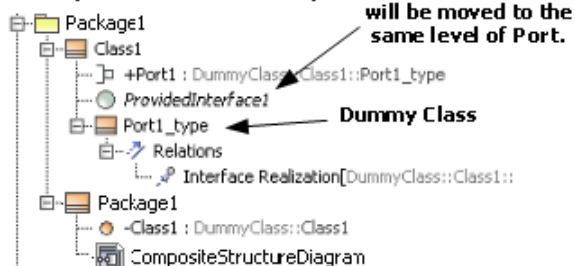 will be moved to the
Package1
same level of Port.
Class1
+Port1 : DummyClass::Class1::Port1_type
ProvidedInterface1
Port1_type
Dummy Class
Relations
Interface Realization[DummyClass::Class1::
Package1
-Class1 : DummyClass::Class1
CompositeStructureDiagram